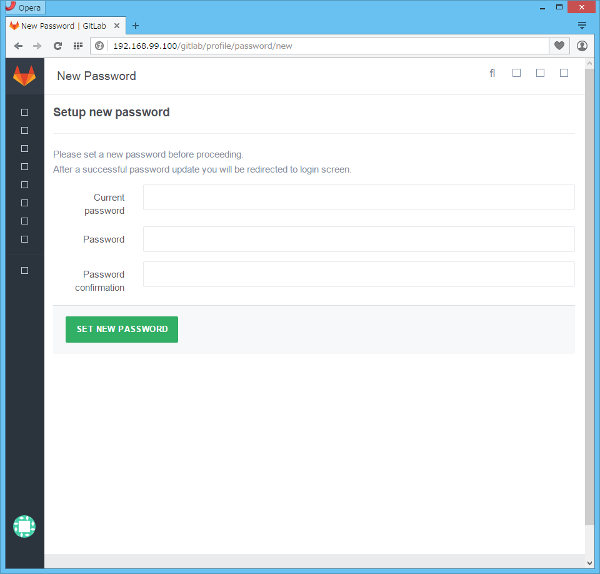 Opera
New Password | GitLab
192.168.99.100/gitlab/profile/password/new
New Password
Setup new password
Please set a new password before proceeding.
After a successful password update you will be redirected to login screen.
Current
password
Password
Password
confirmation
SET NEW PASSWORD